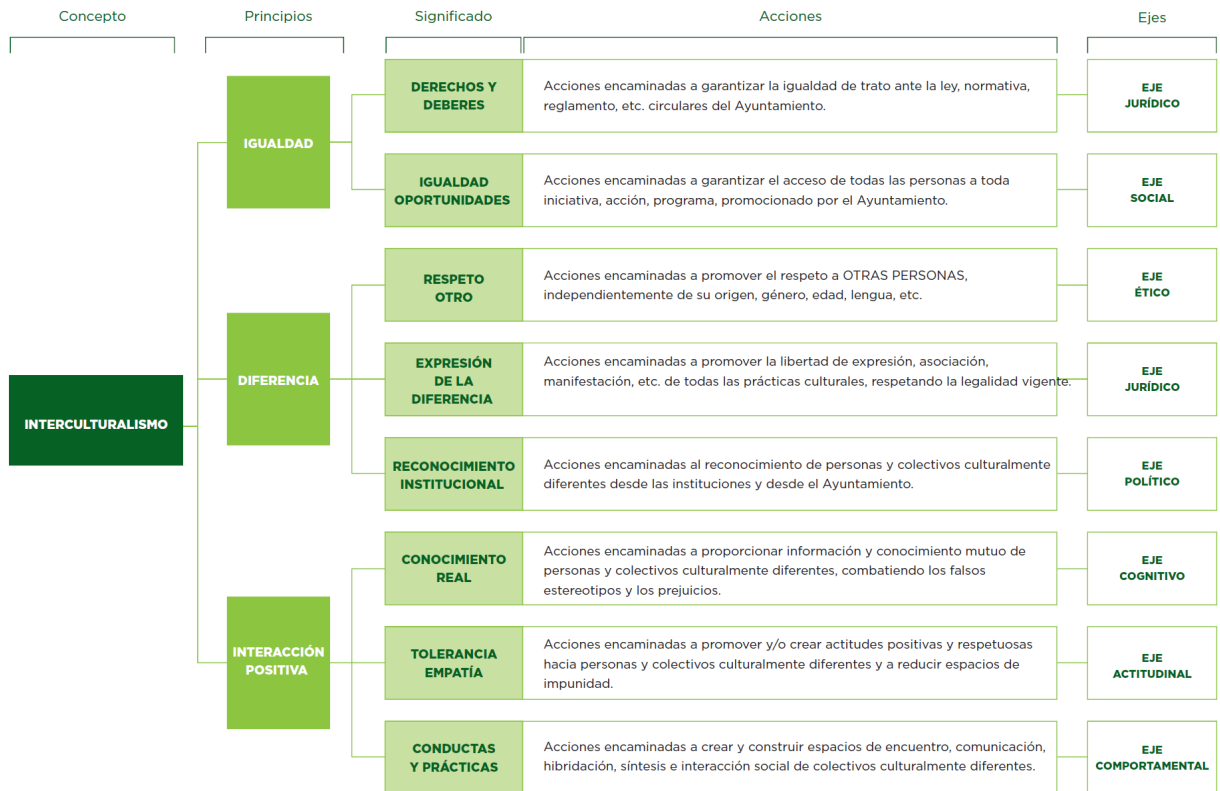 Concepto
Principios
Significado
Acciones
Ejes
INTERCULTURALISMO
IGUALDAD
DERECHOS Y
DEBERES
Acciones encaminadas a garantizar la igualdad de trato ante la ley, normativa,
reglamento, etc. circulares del Ayuntamiento.
EJE
JURÍDICO
IGUALDAD
OPORTUNIDADES
Acciones encaminadas a garantizar el acceso de todas las personas a toda
iniciativa, acción, programa, promocionado por el Ayuntamiento.
EJE
SOCIAL
DIFERENCIA
RESPETO
OTRO
Acciones encaminadas a promover el respeto a OTRAS PERSONAS,
independientemente de su origen, género, edad, lengua, etc.
EJE
ÉTICO
EXPRESIÓN
DE LA
DIFERENCIA
Acciones encaminadas a promover la libertad de expresión, asociación,
manifestación, etc. de todas las prácticas culturales, respetando la legalidad vigente.
EJE
JURÍDICO
RECONOCIMIENTO
INSTITUCIONAL
Acciones encaminadas al reconocimiento de personas y colectivos culturalmente
diferentes desde las instituciones y desde el Ayuntamiento.
EJE
POLÍTICO
INTERACCIÓN
POSITIVA
CONOCIMIENTO
REAL
Acciones encaminadas a proporcionar información y conocimiento mutuo de
personas y colectivos culturalmente diferentes, combatiendo los falsos
estereotipos y los prejuicios.
EJE
COGNITIVO
TOLERANCIA
EMPATÍA
Acciones encaminadas a promover y/o crear actitudes positivas y respetuosas
hacia personas y colectivos culturalmente diferentes y a reducir espacios de
impunidad.
EJE
ACTITUDINAL
CONDUCTAS
Y PRÁCTICAS
Acciones encaminadas a crear y construir espacios de encuentro, comunicación,
hibridación, síntesis e interacción social de colectivos culturalmente diferentes.
EJE
COMPORTAMENTAL